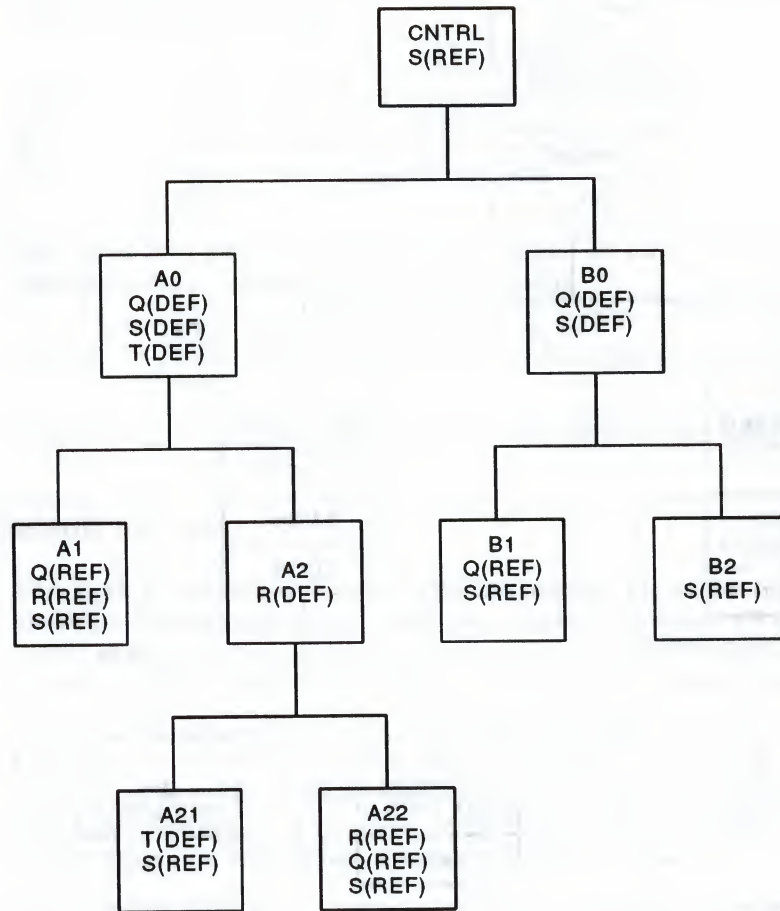 CNTRL
S(REF)
A0
Q(DEF)
S(DEF)
T(DEF)
B0
Q(DEF)
S(DEF)
A1
Q(REF)
R(REF)
S(REF)
A2
R(DEF)
B1
Q(REF)
S(REF)
B2
S(REF)
A21
T(DEF)
S(REF)
A22
R(REF)
Q(REF)
S(REF)